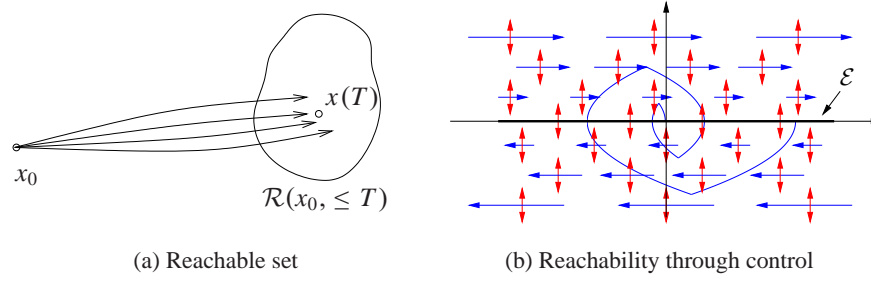 x(T)
x₀
ℛ(x₀, ≤ T)
(a) Reachable set
ℰ
(b) Reachability through control